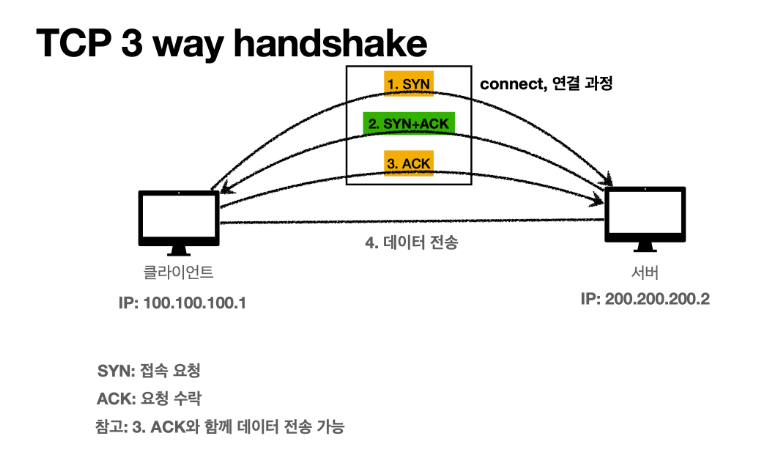 TCP 3 way handshake
1. SYN
connect, 연결 과정
2. SYN+ACK
3. ACK
4. 데이터 전송
클라이언트
서버
IP: 100.100.100.1
IP: 200.200.200.2
SYN: 접속 요청
ACK: 요청 수락
참고: 3. ACK와 함께 데이터 전송 가능